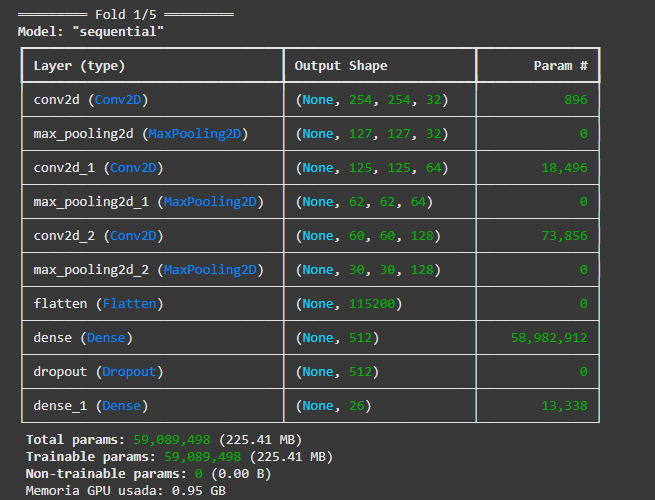 ══════════ Fold 1/5 ══════════
Model: "sequential"
Layer (type) Output Shape Param #
conv2d (Conv2D) (None, 254, 254, 32) 896
max_pooling2d (MaxPooling2D) (None, 127, 127, 32) 0
conv2d_1 (Conv2D) (None, 125, 125, 64) 18,496
max_pooling2d_1 (MaxPooling2D) (None, 62, 62, 64) 0
conv2d_2 (Conv2D) (None, 60, 60, 128) 73,856
max_pooling2d_2 (MaxPooling2D) (None, 30, 30, 128) 0
flatten (Flatten) (None, 115200) 0
dense (Dense) (None, 512) 58,982,912
dropout (Dropout) (None, 512) 0
dense_1 (Dense) (None, 26) 13,338
Total params: 59,089,498 (225.41 MB)
Trainable params: 59,089,498 (225.41 MB)
Non-trainable params: 0 (0.00 B)
Memoria GPU usada: 0.95 GB